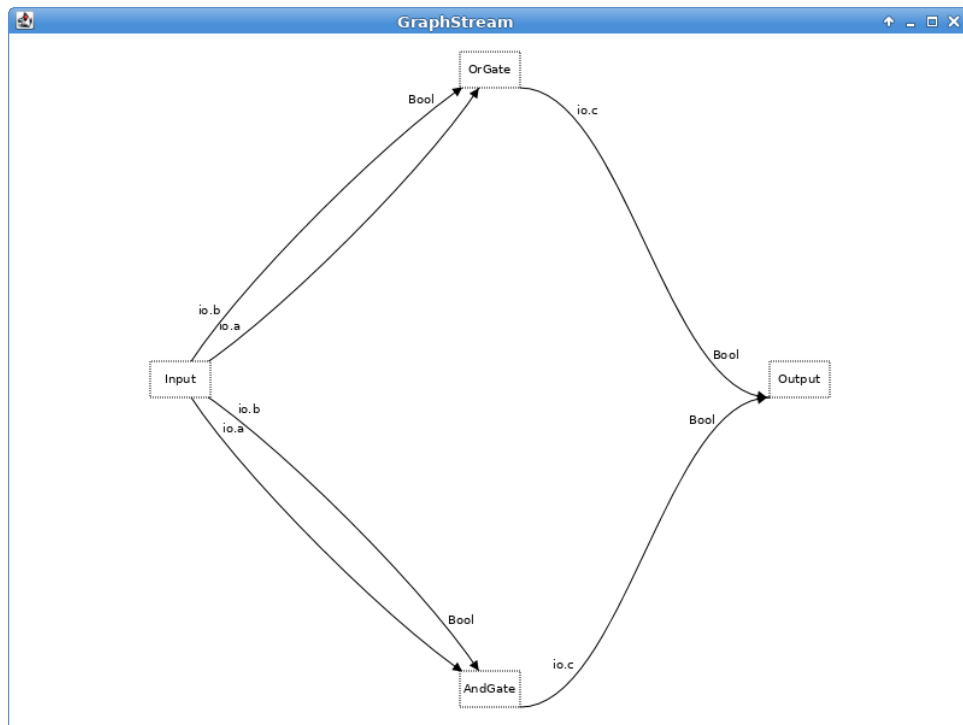 GraphStream
OrGate
Bool
io.c
io.b
io.a
Bool
Input
Output
io.b
Bool
io.a
Bool
io.c
AndGate